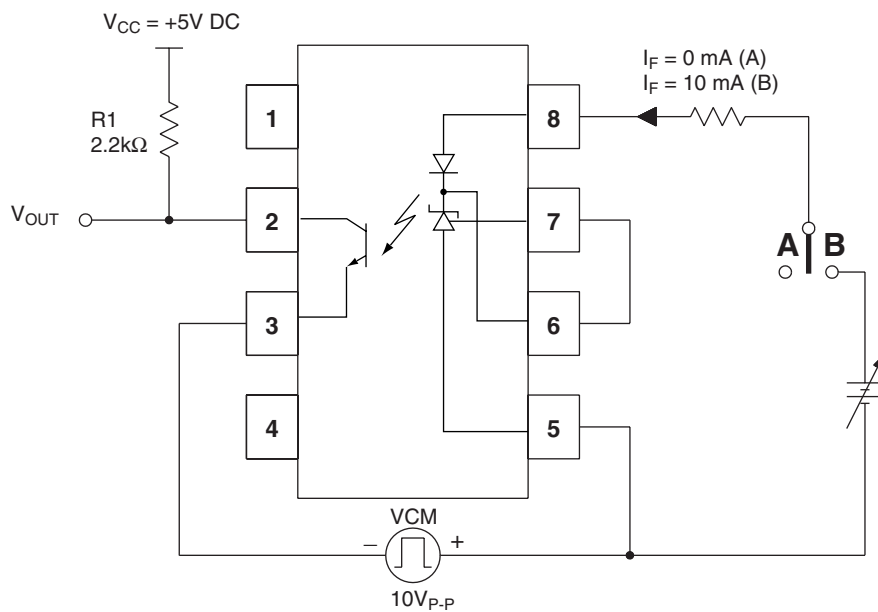 V_CC = +5V DC
I_F = 0 mA (A)
I_F = 10 mA (B)
R1
2.2kΩ
1
8
V_OUT
2
7
A B
3
6
4
5
VCM
– +
10V_P-P